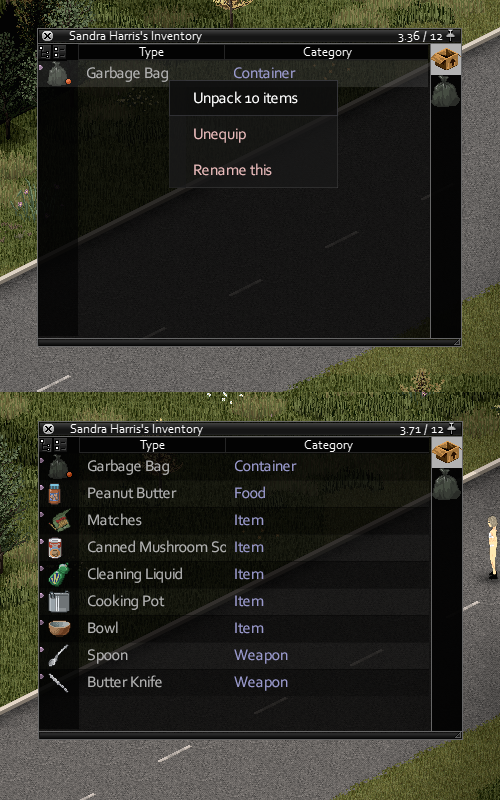 Sandra Harris's Inventory 3.36 / 12
Type Category
Garbage Bag Container
Unpack 10 items
Unequip
Rename this
Sandra Harris's Inventory 3.71 / 12
Type Category
Garbage Bag Container
Peanut Butter Food
Matches Item
Canned Mushroom So Item
Cleaning Liquid Item
Cooking Pot Item
Bowl Item
Spoon Weapon
Butter Knife Weapon